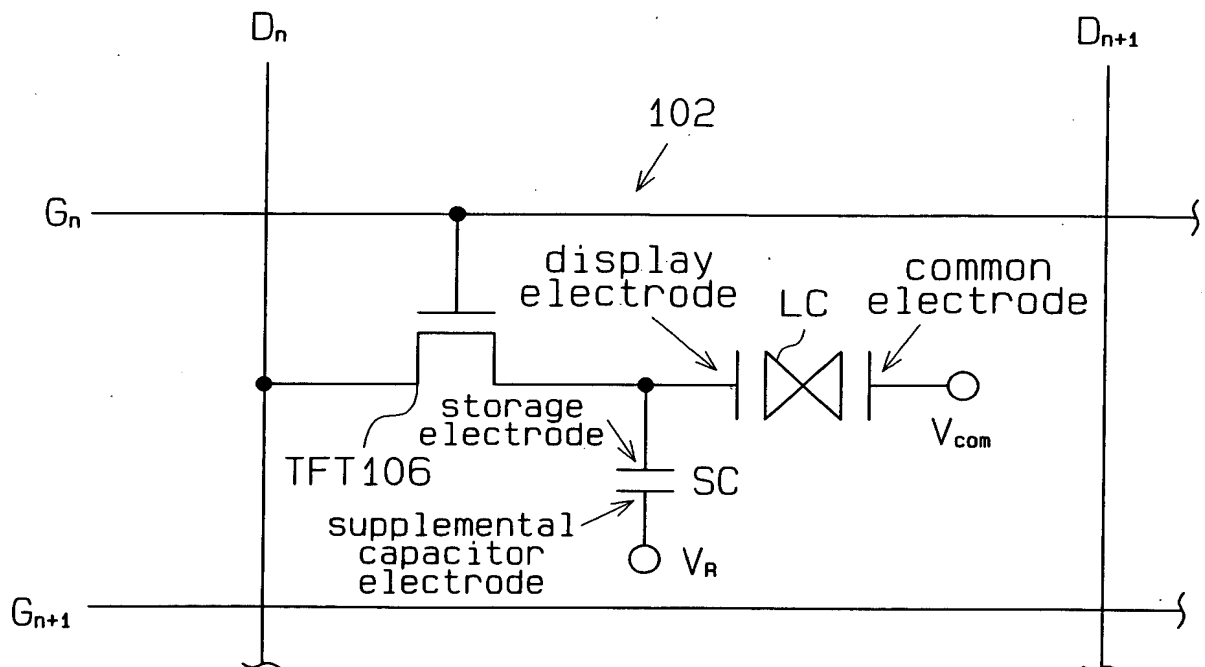 Dn
Dn+1
102
Gn
display
electrode
common
electrode
LC
storage
electrode
Vcom
TFT106
SC
supplemental
capacitor
electrode
VR
Gn+1